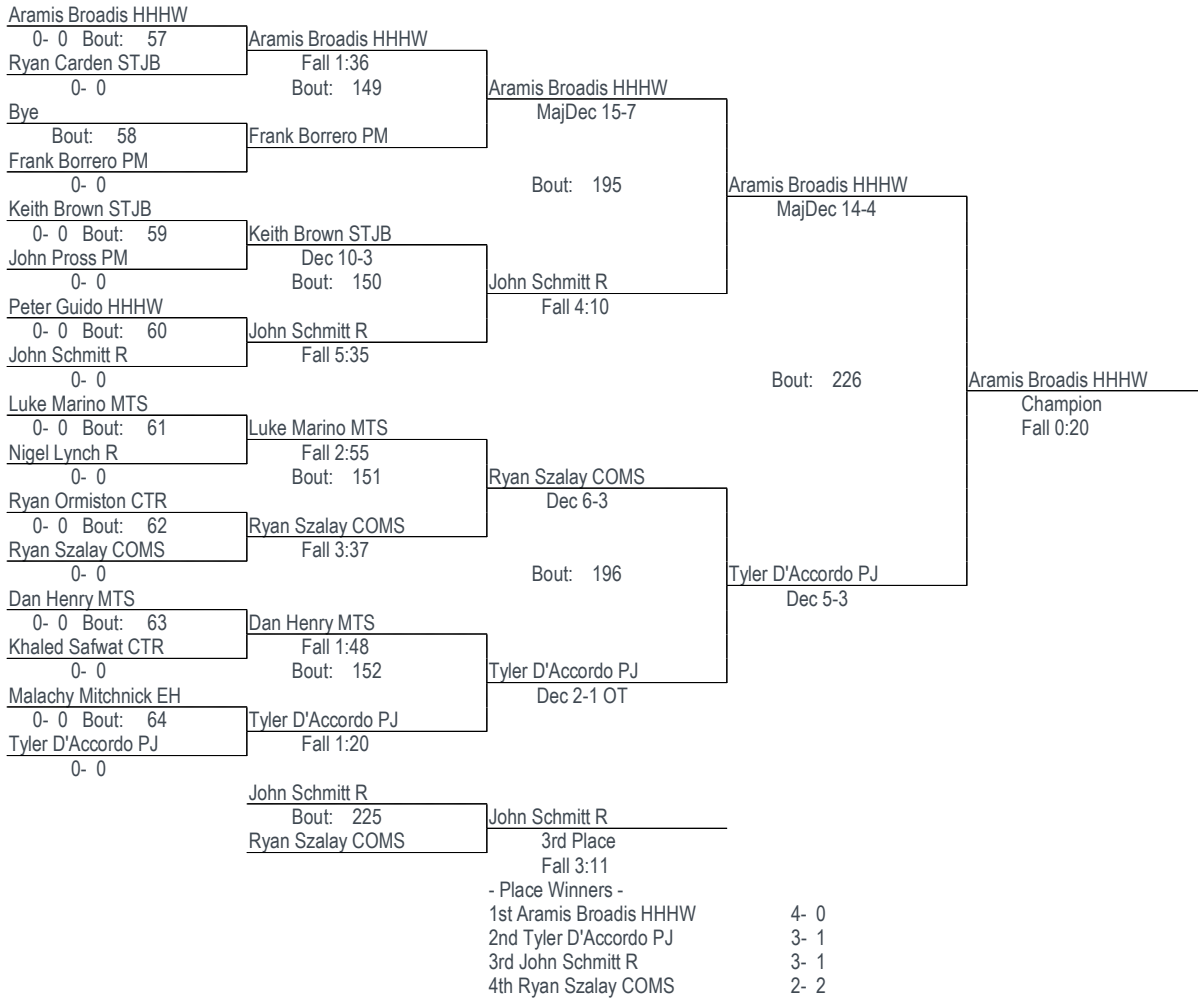 Aramis Broadis HHHW
0- 0 Bout: 57
Aramis Broadis HHHW
Ryan Carden STJB
Fall 1:36
0- 0
Bout: 149
Aramis Broadis HHHW
Bye
MajDec 15-7
Bout: 58
Frank Borrero PM
Frank Borrero PM
0- 0
Bout: 195
Aramis Broadis HHHW
Keith Brown STJB
MajDec 14-4
0- 0 Bout: 59
Keith Brown STJB
John Pross PM
Dec 10-3
0- 0
Bout: 150
John Schmitt R
Peter Guido HHHW
Fall 4:10
0- 0 Bout: 60
John Schmitt R
John Schmitt R
Fall 5:35
0- 0
Bout: 226
Aramis Broadis HHHW
Luke Marino MTS
Champion
0- 0 Bout: 61
Luke Marino MTS
Fall 0:20
Nigel Lynch R
Fall 2:55
0- 0
Bout: 151
Ryan Szalay COMS
Ryan Ormiston CTR
Dec 6-3
0- 0 Bout: 62
Ryan Szalay COMS
Ryan Szalay COMS
Fall 3:37
0- 0
Bout: 196
Tyler D'Accordo PJ
Dan Henry MTS
Dec 5-3
0- 0 Bout: 63
Dan Henry MTS
Khaled Safwat CTR
Fall 1:48
0- 0
Bout: 152
Tyler D'Accordo PJ
Malachy Mitchnick EH
Dec 2-1 OT
0- 0 Bout: 64
Tyler D'Accordo PJ
Tyler D'Accordo PJ
Fall 1:20
0- 0
John Schmitt R
Bout: 225
John Schmitt R
Ryan Szalay COMS
3rd Place
Fall 3:11
- Place Winners -
1st Aramis Broadis HHHW 4- 0
2nd Tyler D'Accordo PJ 3- 1
3rd John Schmitt R 3- 1
4th Ryan Szalay COMS 2- 2